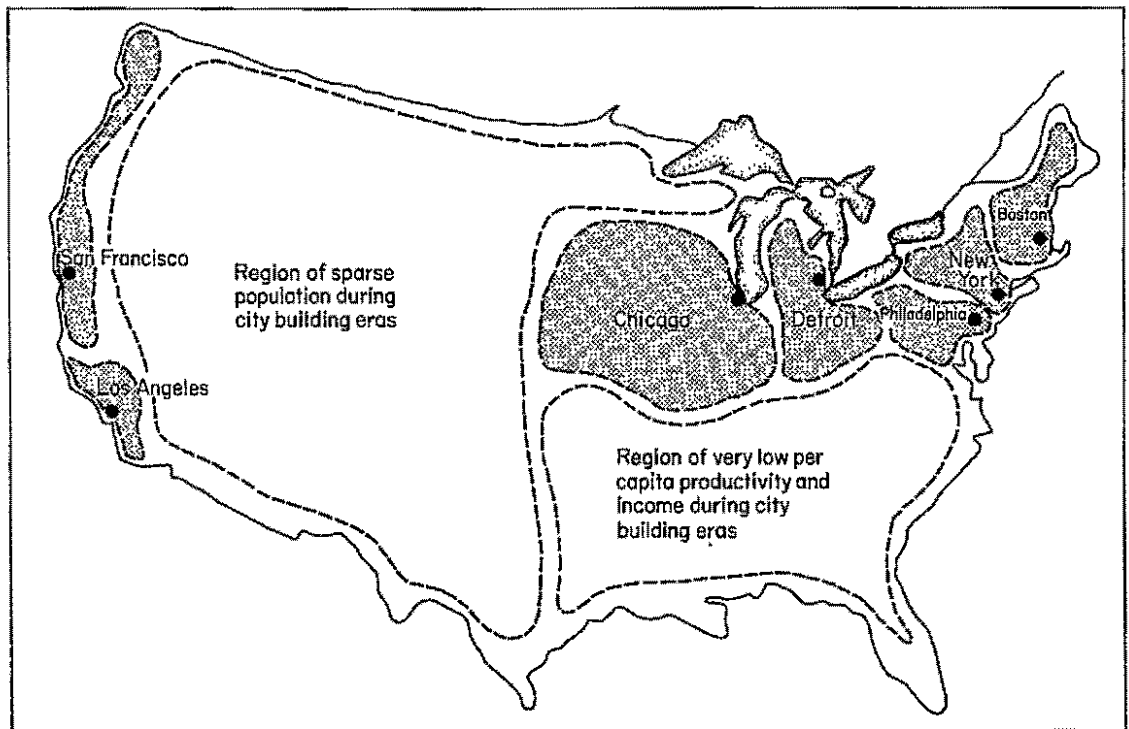 Boston
San Francisco
New
York
Region of sparse
population during
city building eras
Chicago
Detroit
Philadelphia
Los Angeles
Region of very low per
capita productivity and
income during city
building eras